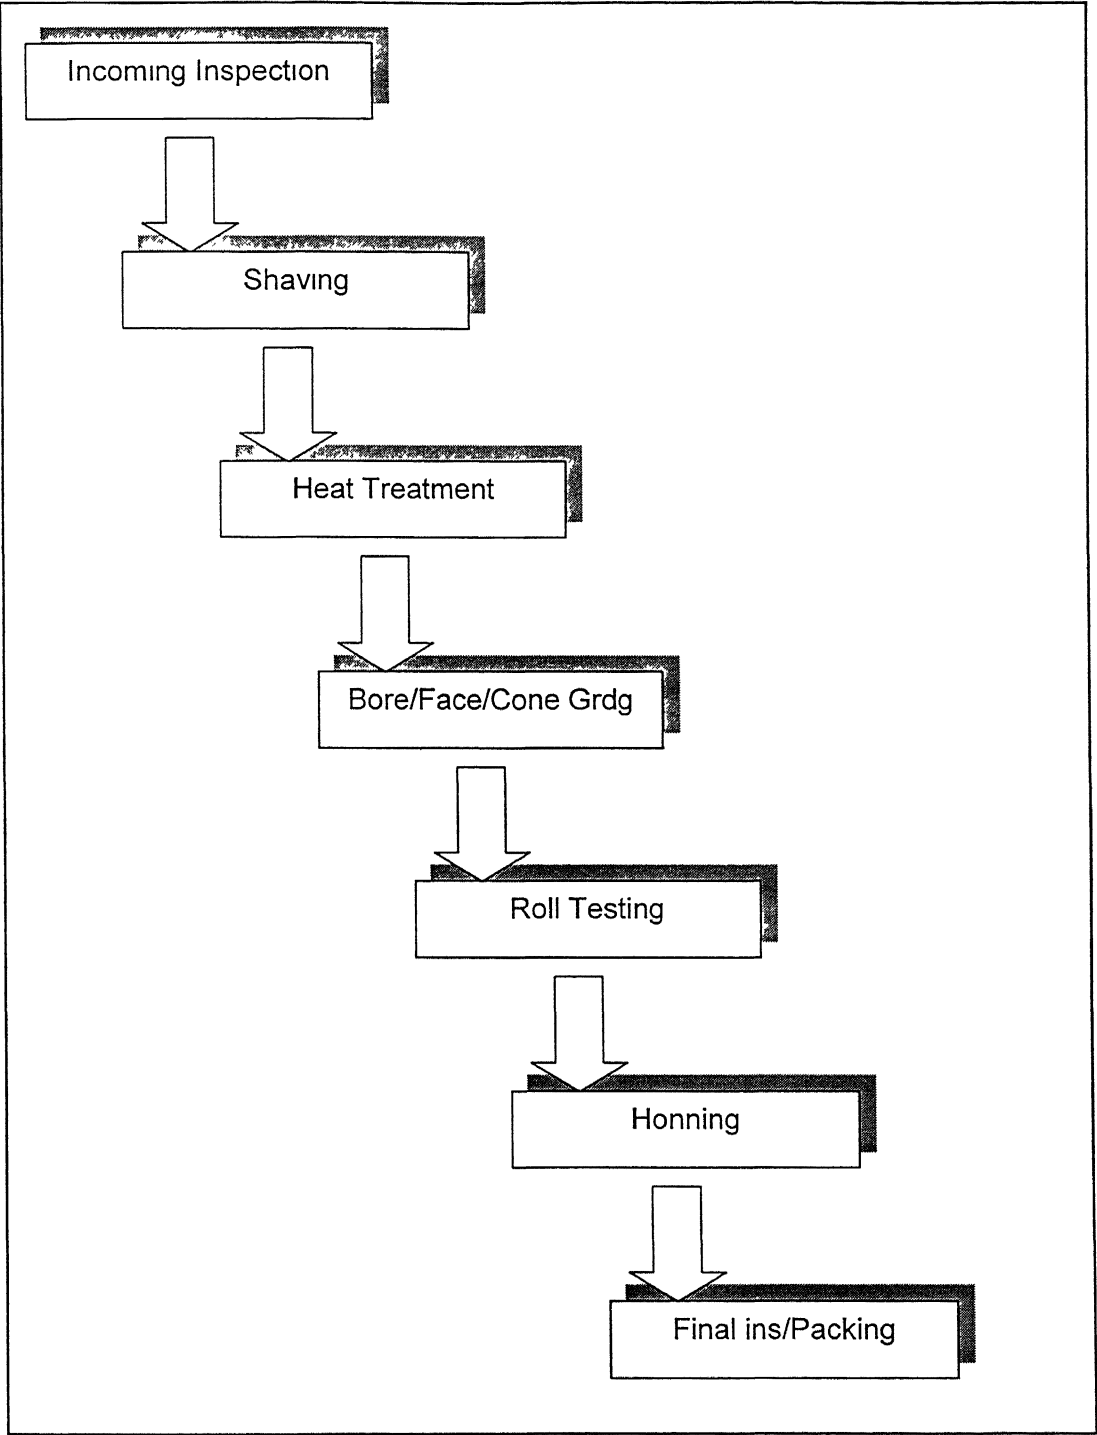 Incoming Inspection
Shaving
Heat Treatment
Bore/Face/Cone Grdg
Roll Testing
Honning
Final ins/Packing